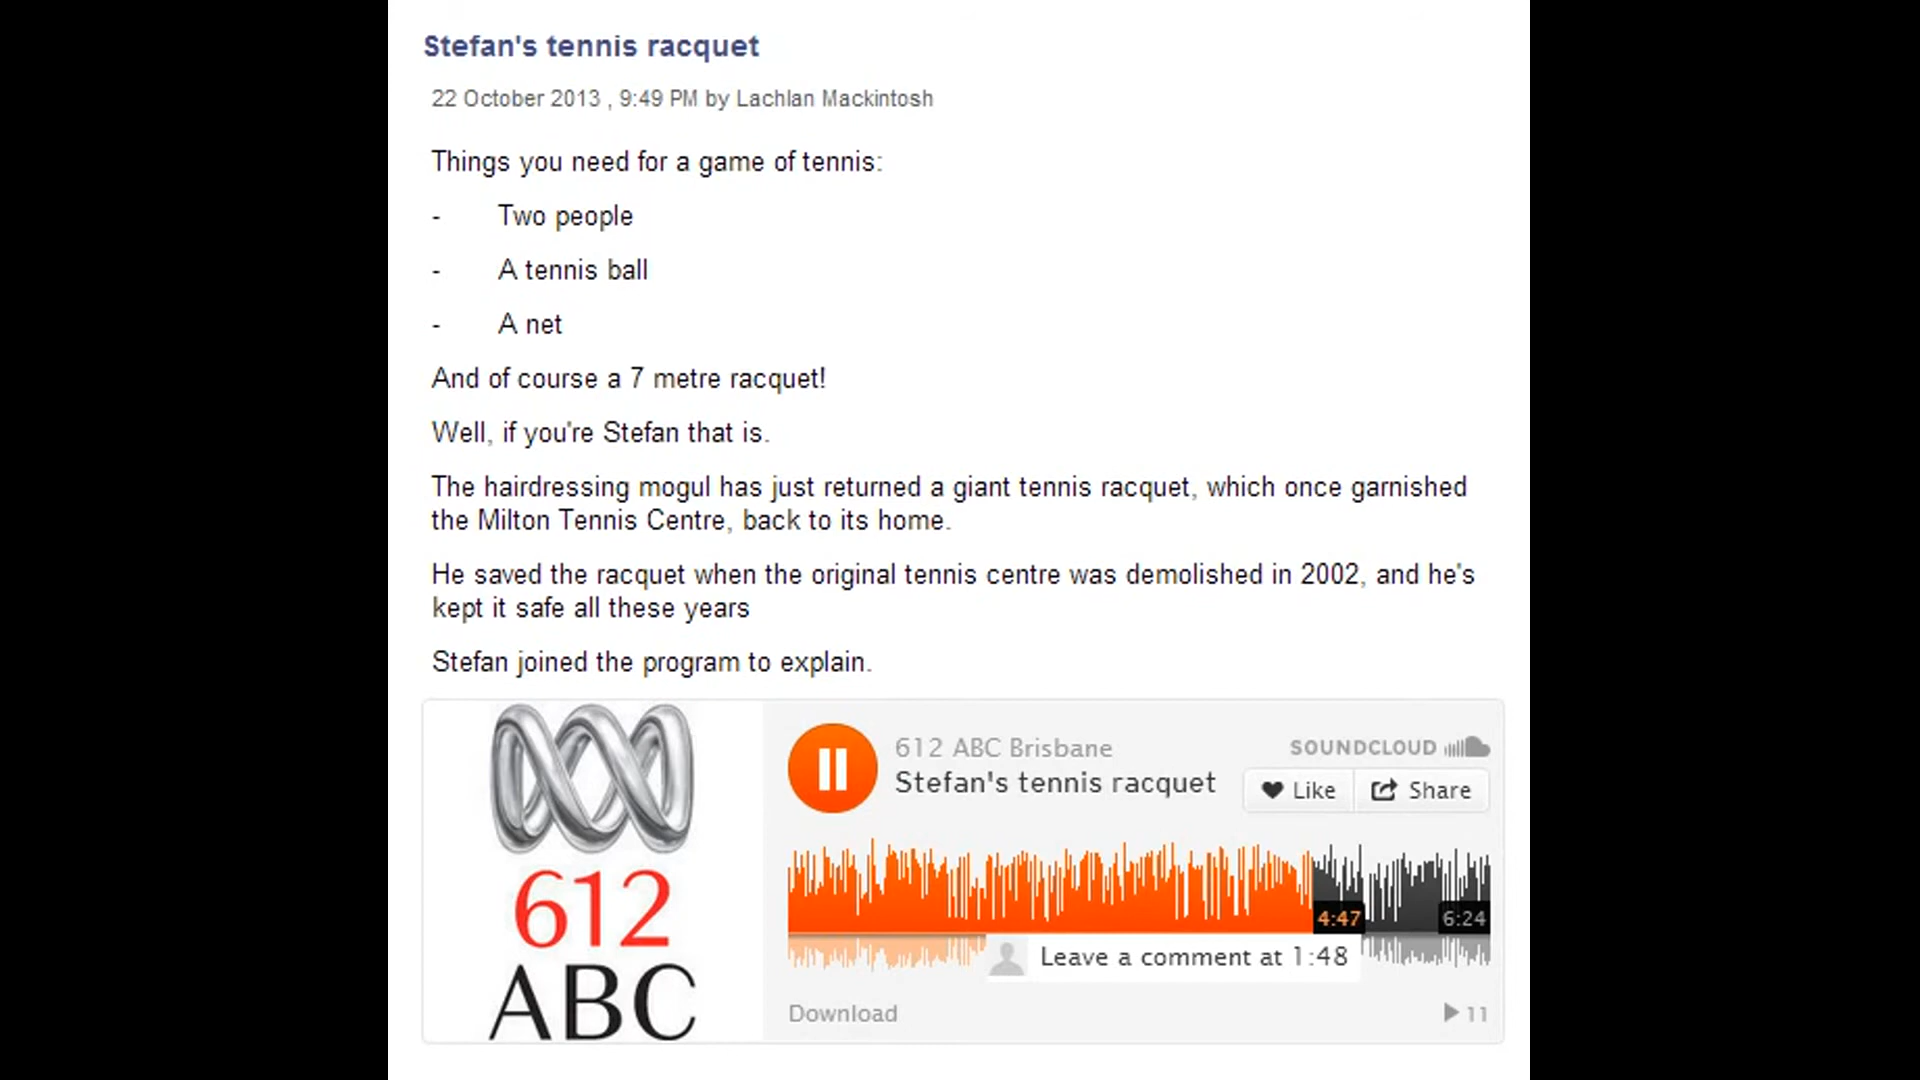 Stefan's tennis racquet
22 October 2013 , 9:49 PM by Lachlan Mackintosh
Things you need for a game of tennis:
- Two people
- A tennis ball
- A net
And of course a 7 metre racquet!
Well, if you're Stefan that is.
The hairdressing mogul has just returned a giant tennis racquet, which once garnished
the Milton Tennis Centre, back to its home.
He saved the racquet when the original tennis centre was demolished in 2002, and he's
kept it safe all these years
Stefan joined the program to explain.
612
ABC
612 ABC Brisbane
Stefan's tennis racquet
SOUNDCLOUD
Like
Share
4:47
6:24
Leave a comment at 1:48
Download
11